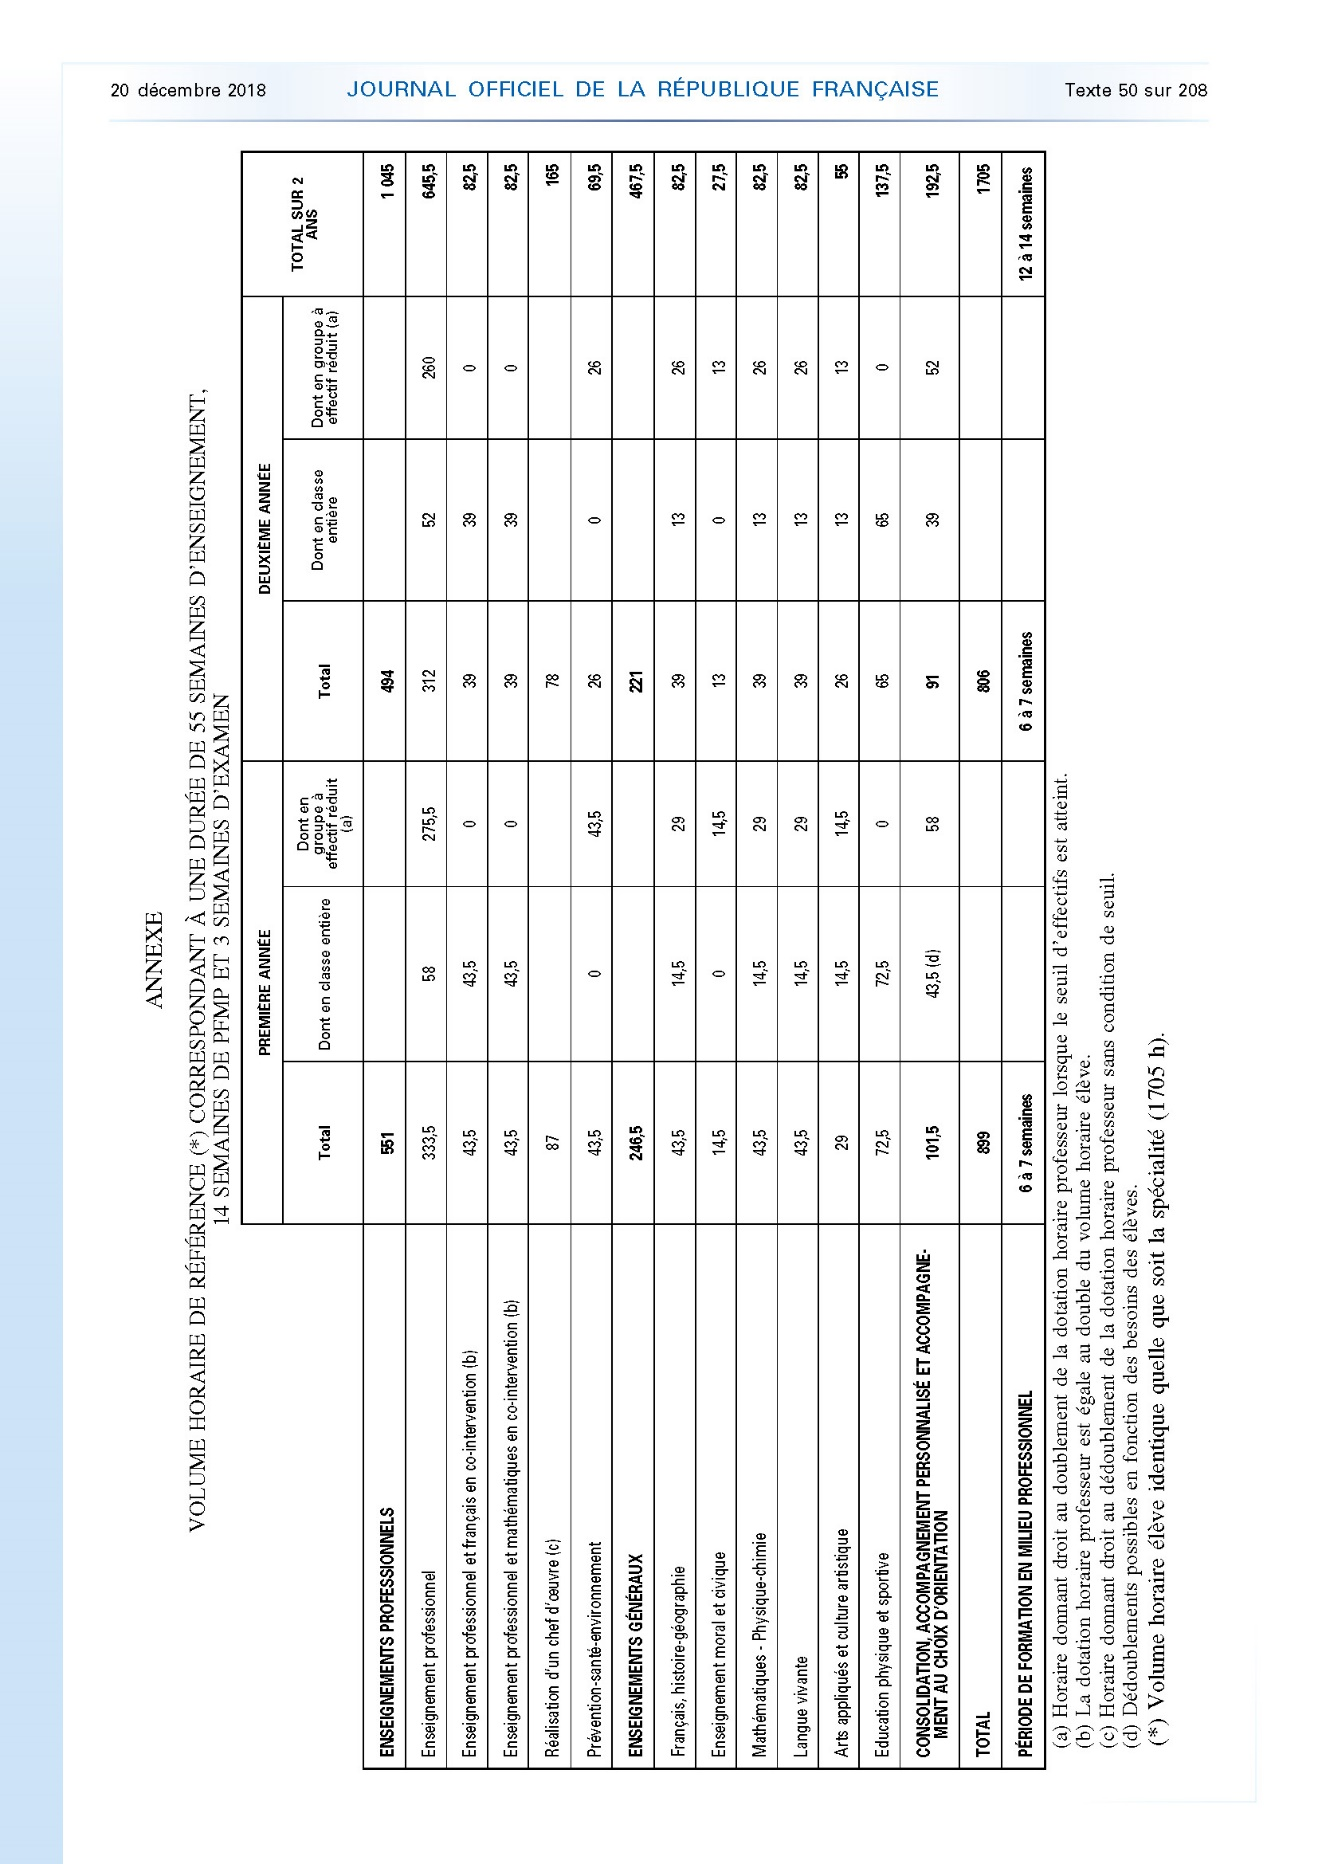 20 décembre 2018 JOURNAL OFFICIEL DE LA RÉPUBLIQUE FRANÇAISE Texte 50 sur 208
ANNEXE
VOLUME HORAIRE DE RÉFÉRENCE (*) CORRESPONDANT À UNE DURÉE DE 55 SEMAINES D'ENSEIGNEMENT,
14 SEMAINES DE PFMP ET 3 SEMAINES D'EXAMEN
PREMIÈRE ANNÉE DEUXIÈME ANNÉE TOTAL SUR 2 ANS
Total Dont en classe entière Dont en groupe à effectif réduit (a) Total Dont en classe entière Dont en groupe à effectif réduit (a)
ENSEIGNEMENTS PROFESSIONNELS 551 494 1 045
Enseignement professionnel 333,5 58 275,5 312 52 260 645,5
Enseignement professionnel et français en co-intervention (b) 43,5 43,5 0 39 39 0 82,5
Enseignement professionnel et mathématiques en co-intervention (b) 43,5 43,5 0 39 39 0 82,5
Réalisation d'un chef d'œuvre (c) 87 78 165
Prévention-santé-environnement 43,5 0 43,5 26 0 26 69,5
ENSEIGNEMENTS GÉNÉRAUX 246,5 221 467,5
Français, histoire-géographie 43,5 14,5 29 39 13 26 82,5
Enseignement moral et civique 14,5 0 14,5 13 0 13 27,5
Mathématiques - Physique-chimie 43,5 14,5 29 39 13 26 82,5
Langue vivante 43,5 14,5 29 39 13 26 82,5
Arts appliqués et culture artistique 29 14,5 14,5 26 13 13 55
Education physique et sportive 72,5 72,5 0 65 65 0 137,5
CONSOLIDATION, ACCOMPAGNEMENT PERSONNALISÉ ET ACCOMPAGNE-
MENT AU CHOIX D'ORIENTATION 101,5 43,5 (d) 58 91 39 52 192,5
TOTAL 899 806 1705
PÉRIODE DE FORMATION EN MILIEU PROFESSIONNEL 6 à 7 semaines 6 à 7 semaines 12 à 14 semaines
(a) Horaire donnant droit au doublement de la dotation horaire professeur lorsque le seuil d'effectifs est atteint.
(b) La dotation horaire professeur est égale au double du volume horaire élève.
(c) Horaire donnant droit au dédoublement de la dotation horaire professeur sans condition de seuil.
(d) Dédoublements possibles en fonction des besoins des élèves.
(*) Volume horaire élève identique quelle que soit la spécialité (1705 h).